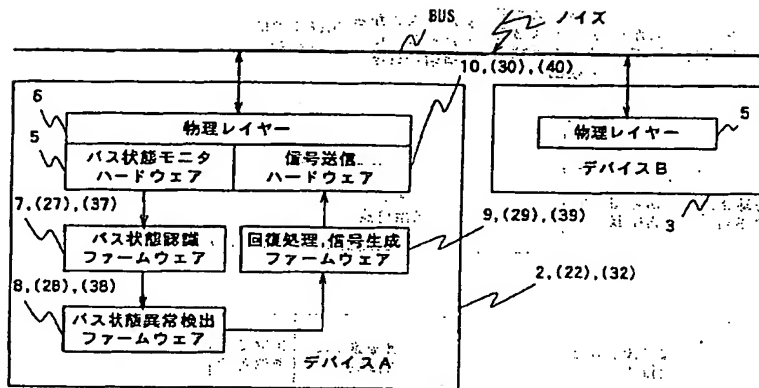 BUS
ノイズ
10,(30),(40)
6
物理レイヤー
5
バス状態モニタ
ハードウェア
信号送信
ハードウェア
物理レイヤー
5
デバイスB
3
7,(27),(37)
バス状態認識
ファームウェア
回復処理,信号生成
ファームウェア
9,(29),(39)
8,(28),(38)
バス状態異常検出
ファームウェア
2,(22),(32)
デバイスA